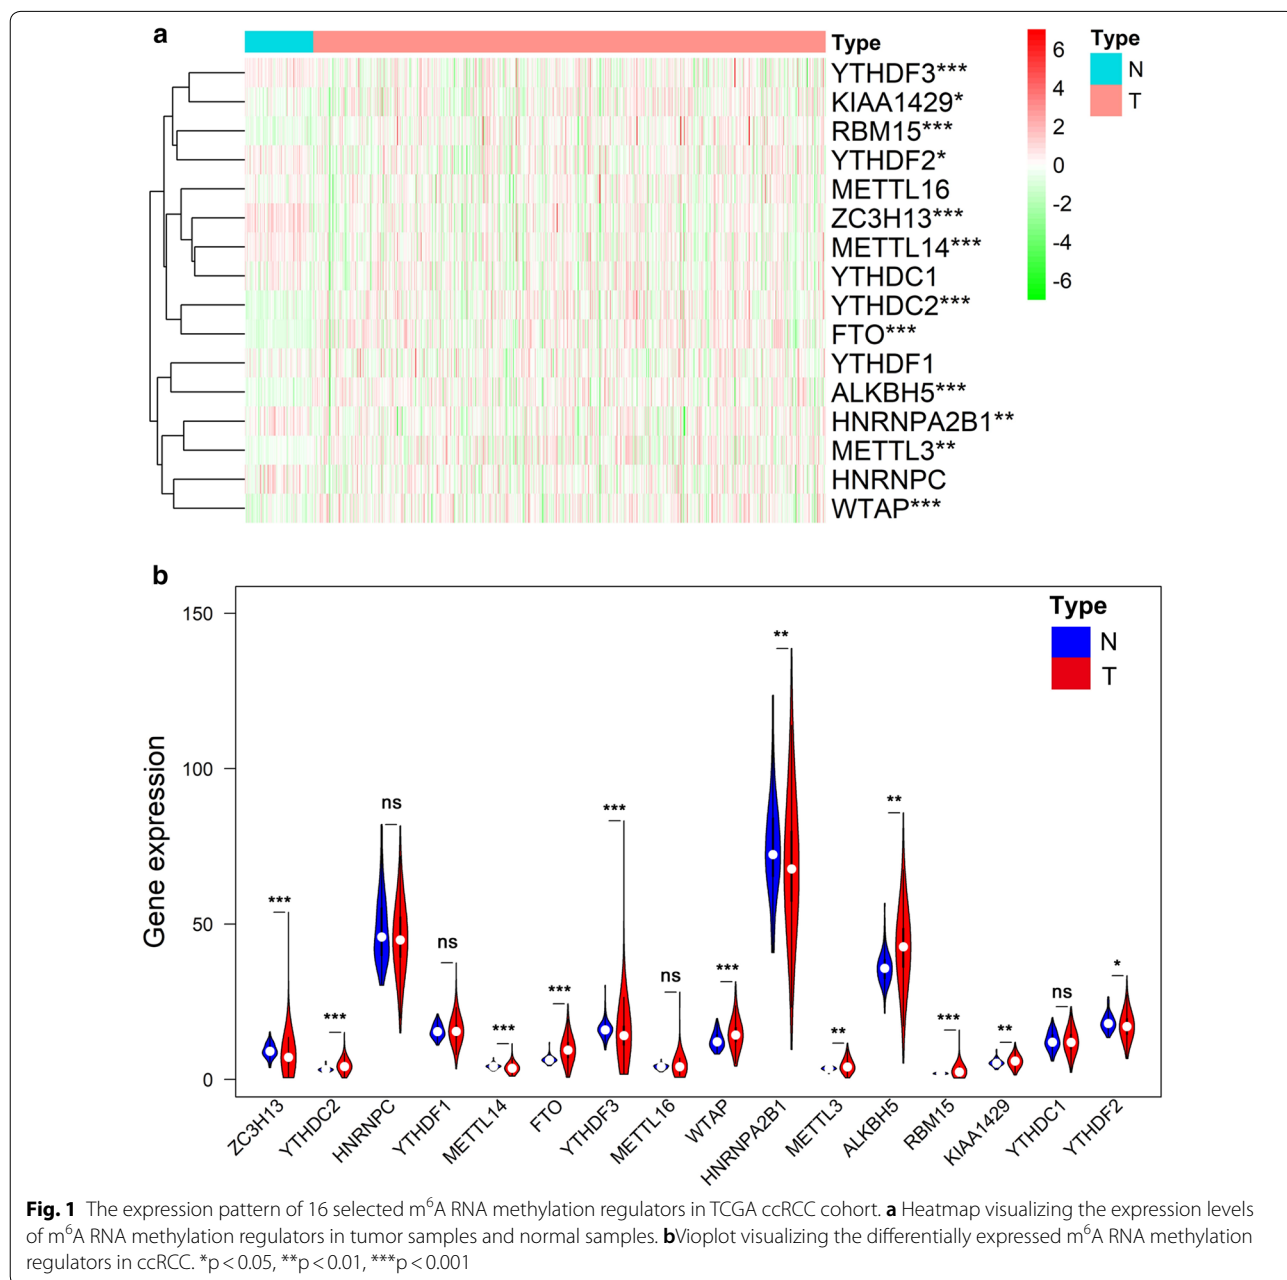 a
Type
YTHDF3***
KIAA1429*
RBM15***
YTHDF2*
METTL16
ZC3H13***
METTL14***
YTHDC1
YTHDC2***
FTO***
YTHDF1
ALKBH5***
HNRNPA2B1**
METTL3**
HNRNPC
WTAP***
6
4
2
0
-2
-4
-6
Type
N
T
b
Gene expression
150
100
50
0
Type
N
T
***
***
ns
ns
***
***
***
ns
***
**
**
**
***
**
ns
*
ZC3H13
YTHDC2
HNRNPC
YTHDF1
METTL14
FTO
YTHDF3
METTL16
WTAP
HNRNPA2B1
METTL3
ALKBH5
RBM15
KIAA1429
YTHDC1
YTHDF2
Fig. 1 The expression pattern of 16 selected m⁶A RNA methylation regulators in TCGA ccRCC cohort. a Heatmap visualizing the expression levels
of m⁶A RNA methylation regulators in tumor samples and normal samples. bVioplot visualizing the differentially expressed m⁶A RNA methylation
regulators in ccRCC. *p < 0.05, **p < 0.01, ***p < 0.001